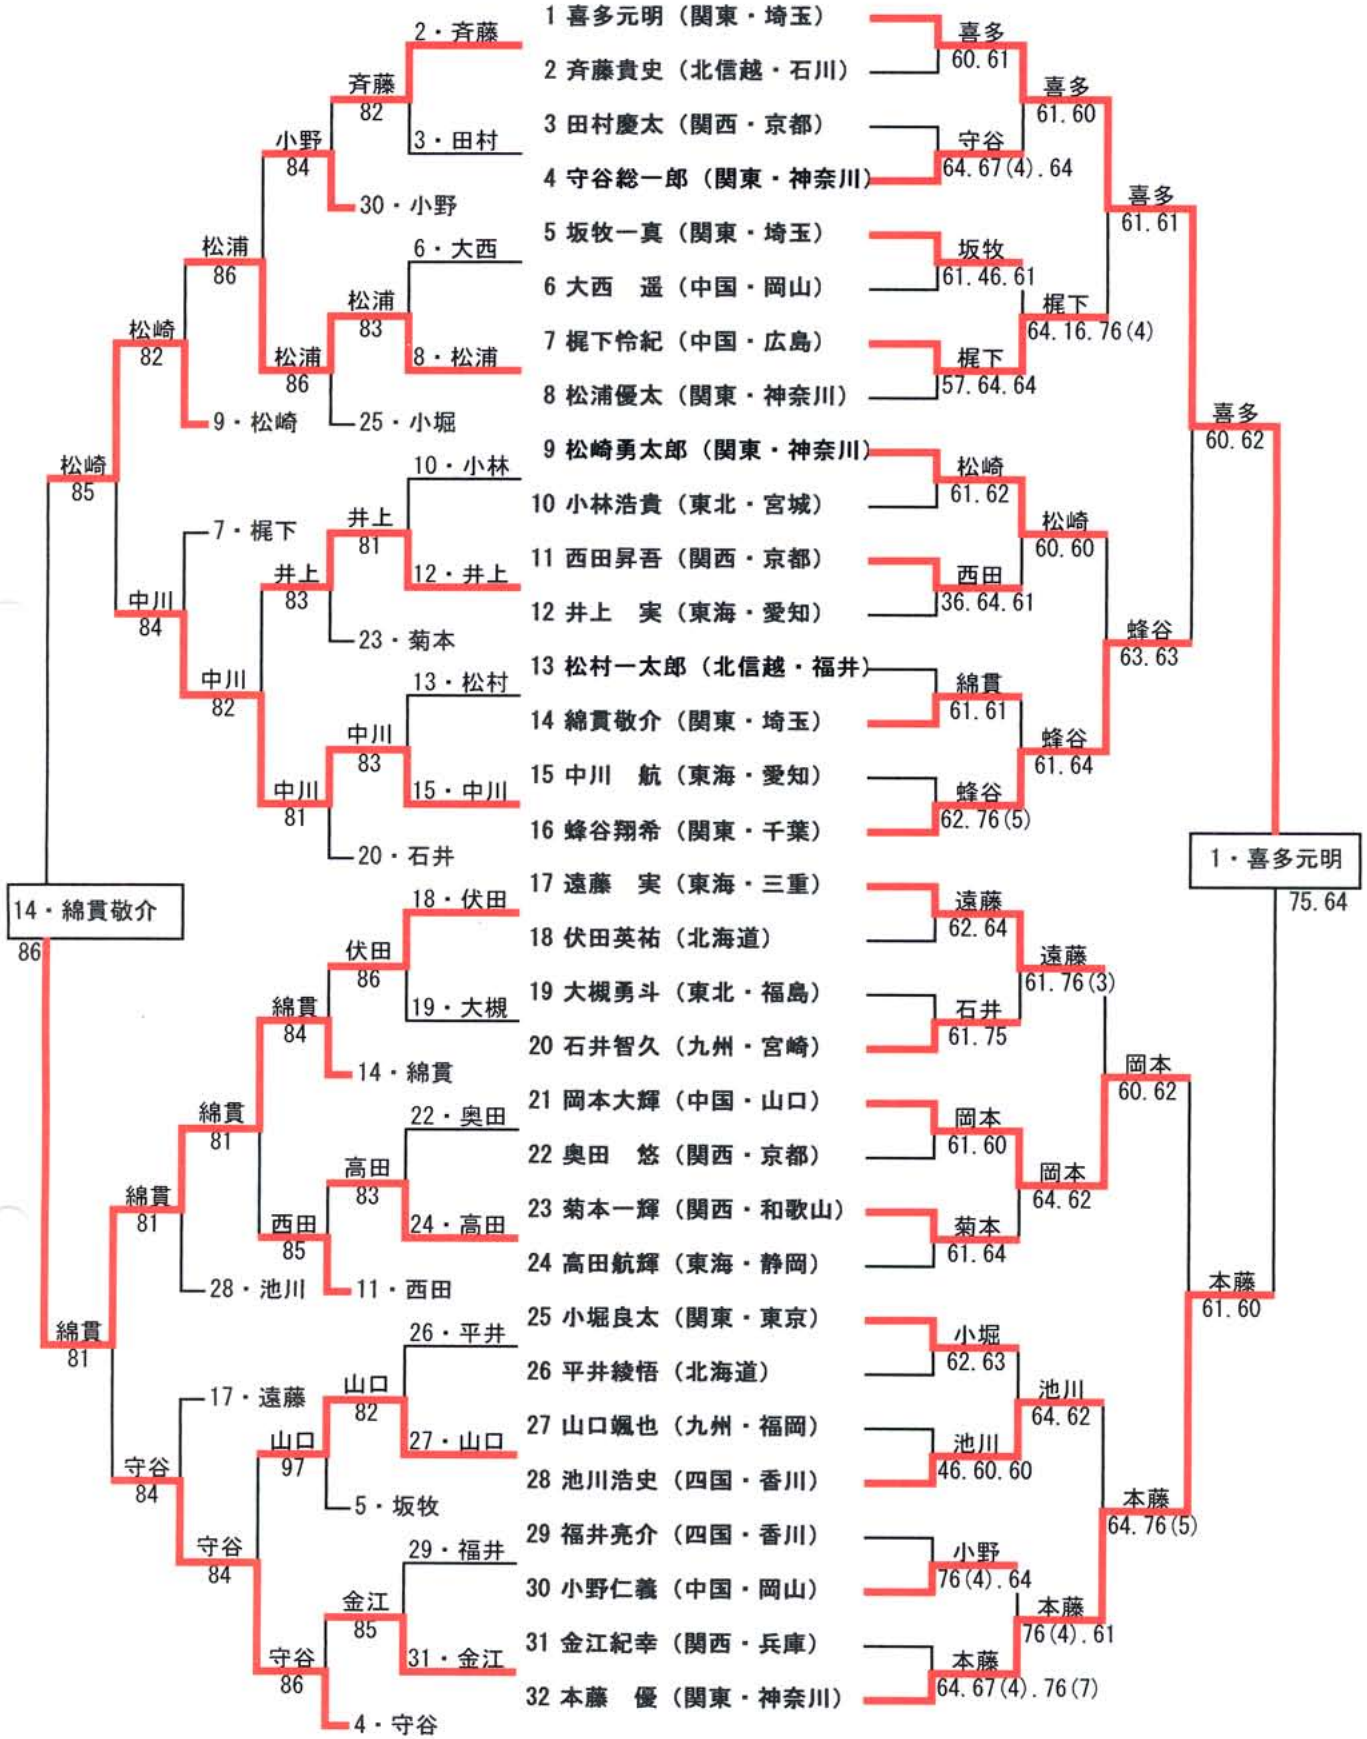 1 喜多元明（関東・埼玉）
2 斉藤貴史（北信越・石川）
3 田村慶太（関西・京都）
4 守谷総一郎（関東・神奈川）
5 坂牧一真（関東・埼玉）
6 大西　遥（中国・岡山）
7 梶下怜紀（中国・広島）
8 松浦優太（関東・神奈川）
9 松崎勇太郎（関東・神奈川）
10 小林浩貴（東北・宮城）
11 西田昇吾（関西・京都）
12 井上　実（東海・愛知）
13 松村一太郎（北信越・福井）
14 綿貫敬介（関東・埼玉）
15 中川　航（東海・愛知）
16 蜂谷翔希（関東・千葉）
17 遠藤　実（東海・三重）
18 伏田英祐（北海道）
19 大槻勇斗（東北・福島）
20 石井智久（九州・宮崎）
21 岡本大輝（中国・山口）
22 奥田　悠（関西・京都）
23 菊本一輝（関西・和歌山）
24 高田航輝（東海・静岡）
25 小堀良太（関東・東京）
26 平井綾悟（北海道）
27 山口颯也（九州・福岡）
28 池川浩史（四国・香川）
29 福井亮介（四国・香川）
30 小野仁義（中国・岡山）
31 金江紀幸（関西・兵庫）
32 本藤　優（関東・神奈川）
喜多
60.61
守谷
64.67(4).64
坂牧
61.46.61
梶下
57.64.64
松崎
61.62
西田
36.64.61
綿貫
61.61
蜂谷
62.76(5)
遠藤
62.64
石井
61.75
岡本
61.60
菊本
61.64
小堀
62.63
池川
46.60.60
小野
76(4).64
本藤
64.67(4).76(7)
喜多
61.60
梶下
64.16.76(4)
松崎
60.60
蜂谷
61.64
遠藤
61.76(3)
岡本
64.62
池川
64.62
本藤
76(4).61
喜多
61.61
蜂谷
63.63
岡本
60.62
本藤
64.76(5)
喜多
60.62
本藤
61.60
1・喜多元明
75.64
2・斉藤
3・田村
6・大西
8・松浦
10・小林
12・井上
13・松村
15・中川
18・伏田
19・大槻
22・奥田
24・高田
26・平井
27・山口
29・福井
31・金江
斉藤
82
30・小野
松浦
83
25・小堀
井上
81
23・菊本
中川
83
20・石井
伏田
86
14・綿貫
高田
83
11・西田
山口
82
5・坂牧
金江
85
4・守谷
小野
84
松浦
86
井上
83
中川
81
綿貫
84
西田
85
山口
97
守谷
86
松浦
86
9・松崎
7・梶下
中川
82
綿貫
81
28・池川
17・遠藤
守谷
84
松崎
82
中川
84
綿貫
81
守谷
84
松崎
85
綿貫
81
14・綿貫敬介
86